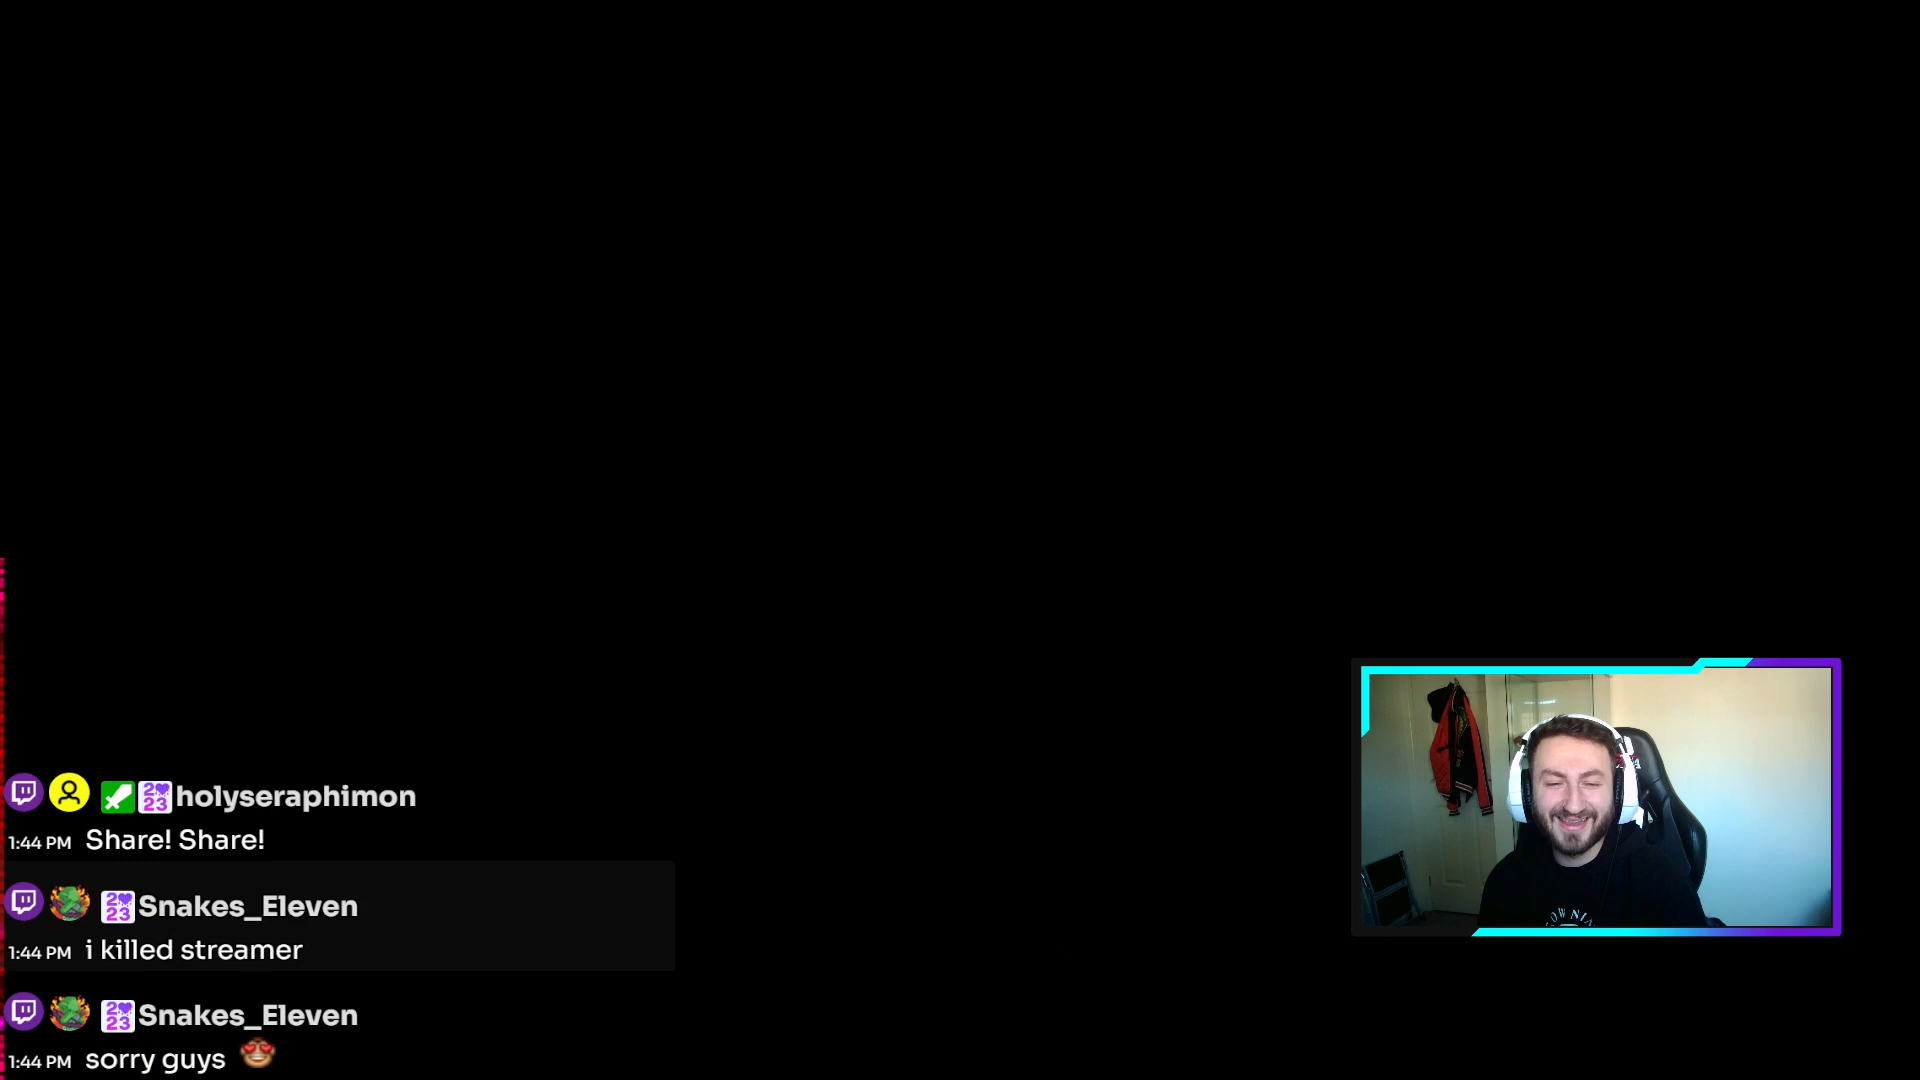 holyseraphimon
1:44 PM Share! Share!
Snakes_Eleven
1:44 PM i killed streamer
Snakes_Eleven
1:44 PM sorry guys